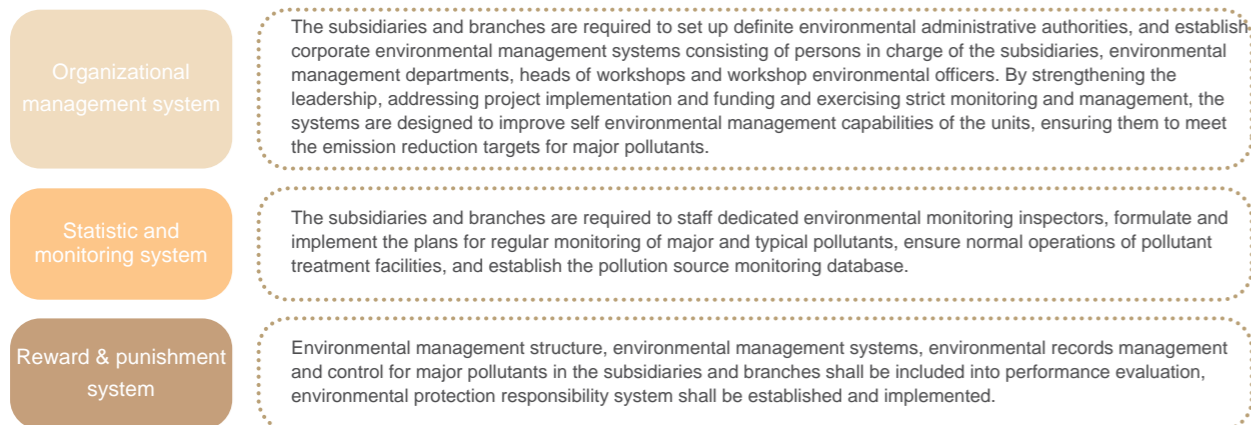 Organizational
management system
The subsidiaries and branches are required to set up definite environmental administrative authorities, and establish
corporate environmental management systems consisting of persons in charge of the subsidiaries, environmental
management departments, heads of workshops and workshop environmental officers. By strengthening the
leadership, addressing project implementation and funding and exercising strict monitoring and management, the
systems are designed to improve self environmental management capabilities of the units, ensuring them to meet
the emission reduction targets for major pollutants.
Statistic and
monitoring system
The subsidiaries and branches are required to staff dedicated environmental monitoring inspectors, formulate and
implement the plans for regular monitoring of major and typical pollutants, ensure normal operations of pollutant
treatment facilities, and establish the pollution source monitoring database.
Reward & punishment
system
Environmental management structure, environmental management systems, environmental records management
and control for major pollutants in the subsidiaries and branches shall be included into performance evaluation,
environmental protection responsibility system shall be established and implemented.